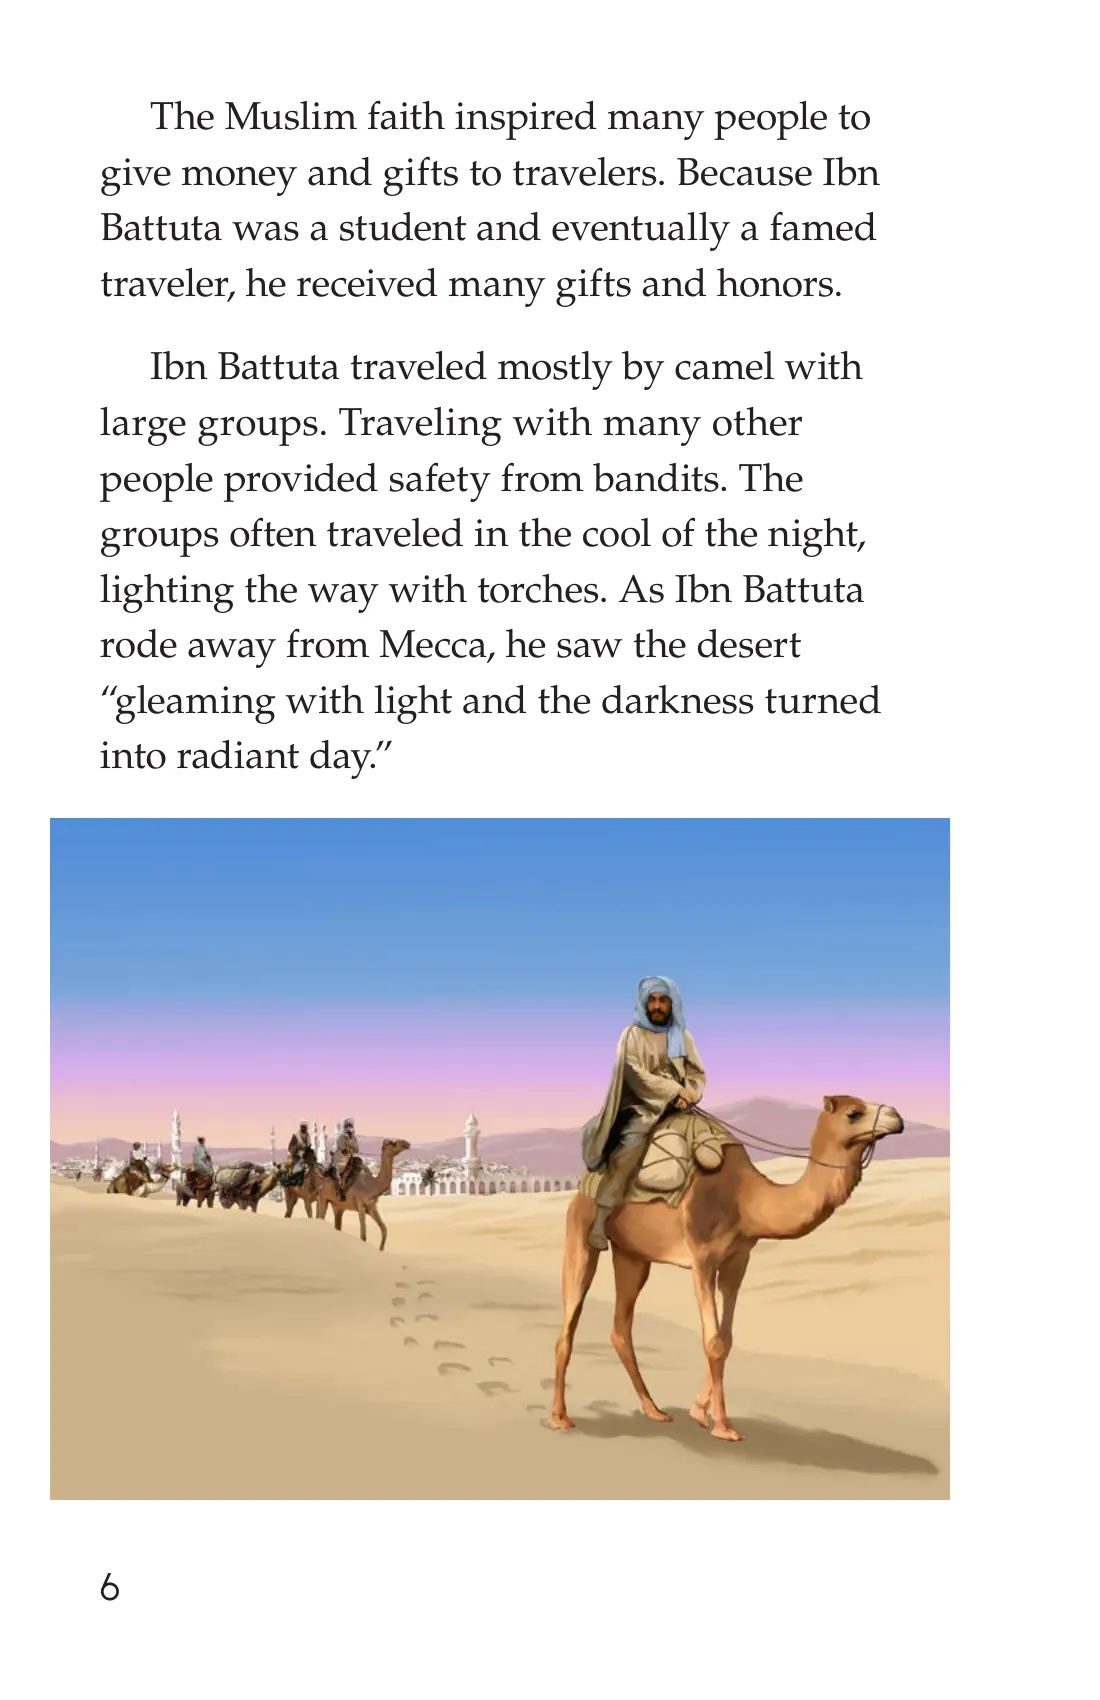 The Muslim faith inspired many people to
give money and gifts to travelers. Because Ibn
Battuta was a student and eventually a famed
traveler, he received many gifts and honors.
Ibn Battuta traveled mostly by camel with
large groups. Traveling with many other
people provided safety from bandits. The
groups often traveled in the cool of the night,
lighting the way with torches. As Ibn Battuta
rode away from Mecca, he saw the desert
“gleaming with light and the darkness turned
into radiant day.”
6